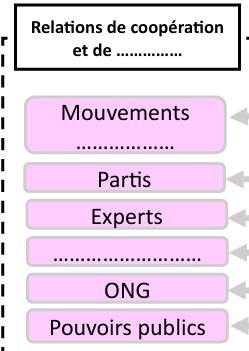 Relations de coopération
et de ……………
Mouvements
………………
Partis
Experts
………………………
ONG
Pouvoirs publics